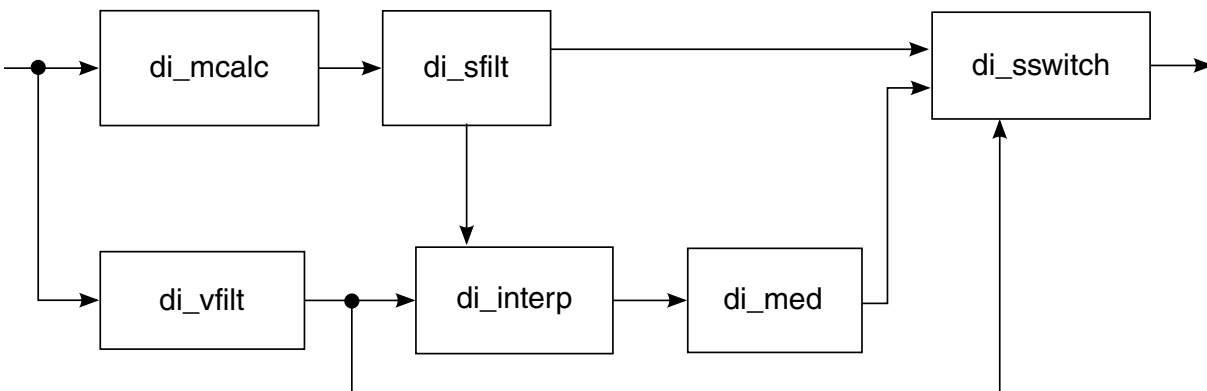 di_mcalc
di_sfilt
di_sswitch
di_vfilt
di_interp
di_med